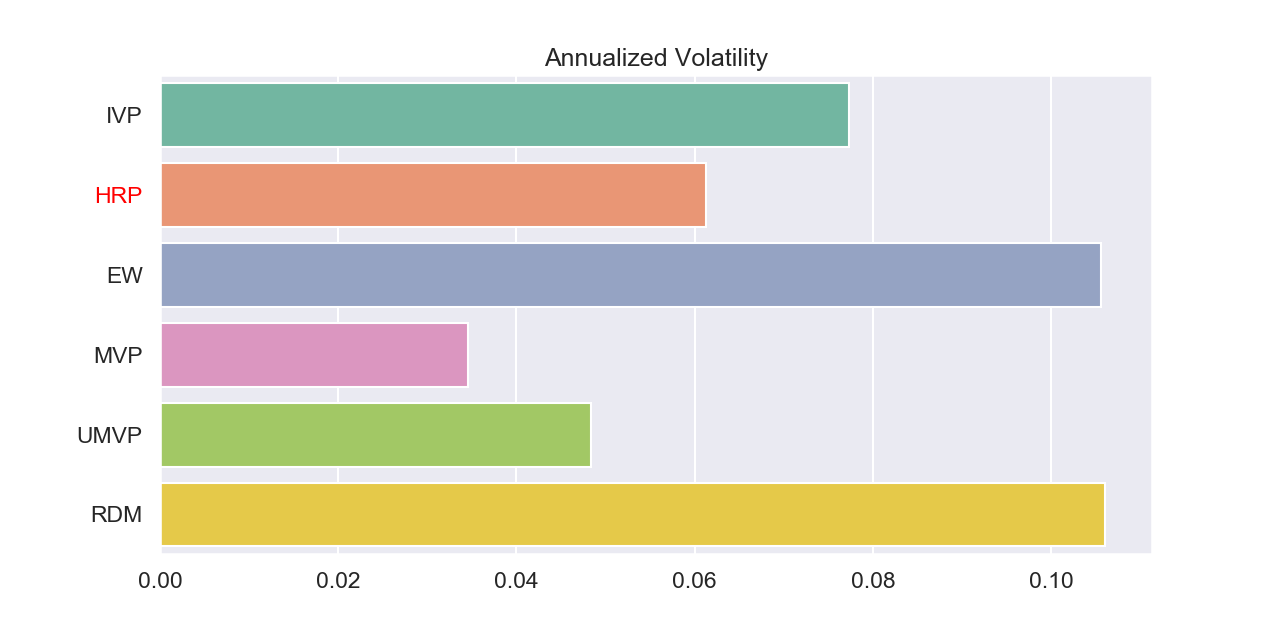 Annualized Volatility
IVP
HRP
EW
MVP
UMVP
RDM
0.00 0.02 0.04 0.06 0.08 0.10